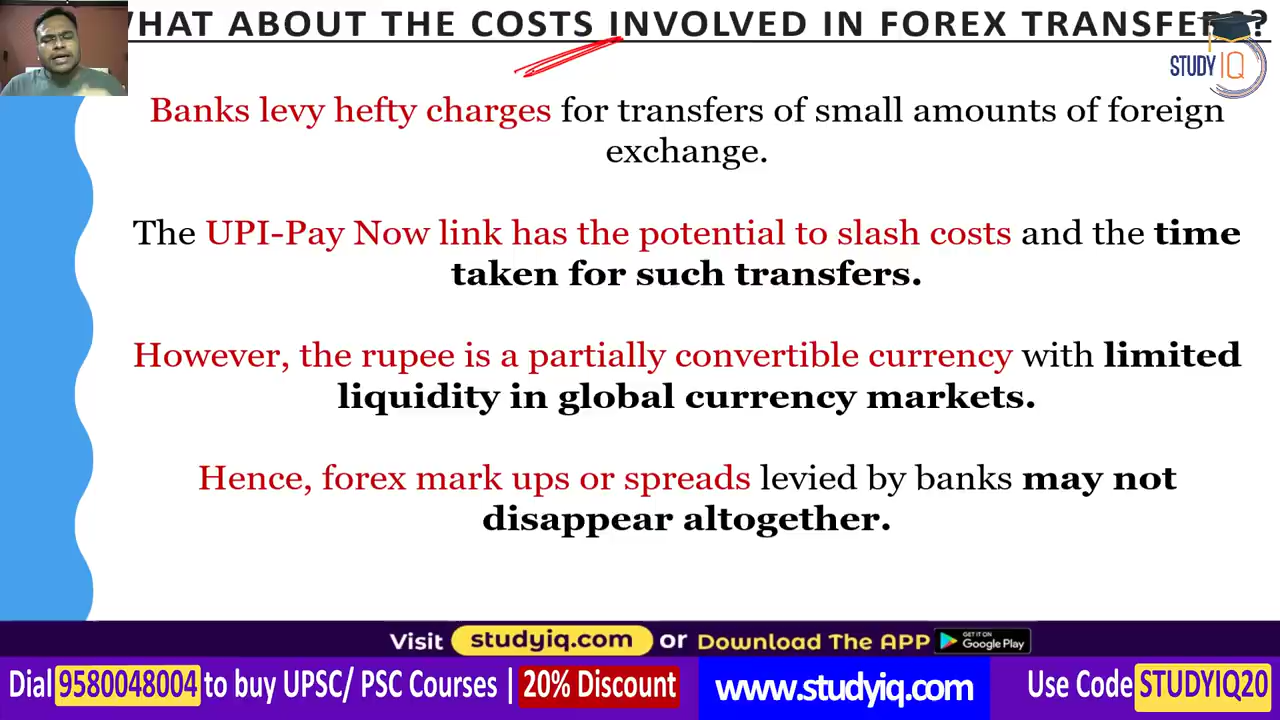 WHAT ABOUT THE COSTS INVOLVED IN FOREX TRANSFERS?
STUDY IQ
Banks levy hefty charges for transfers of small amounts of foreign
exchange.
The UPI-Pay Now link has the potential to slash costs and the time
taken for such transfers.
However, the rupee is a partially convertible currency with limited
liquidity in global currency markets.
Hence, forex mark ups or spreads levied by banks may not
disappear altogether.
Visit studyiq.com or Download The APP GET IT ON Google Play
Dial 9580048004 to buy UPSC/ PSC Courses | 20% Discount www.studyiq.com Use Code STUDYIQ20